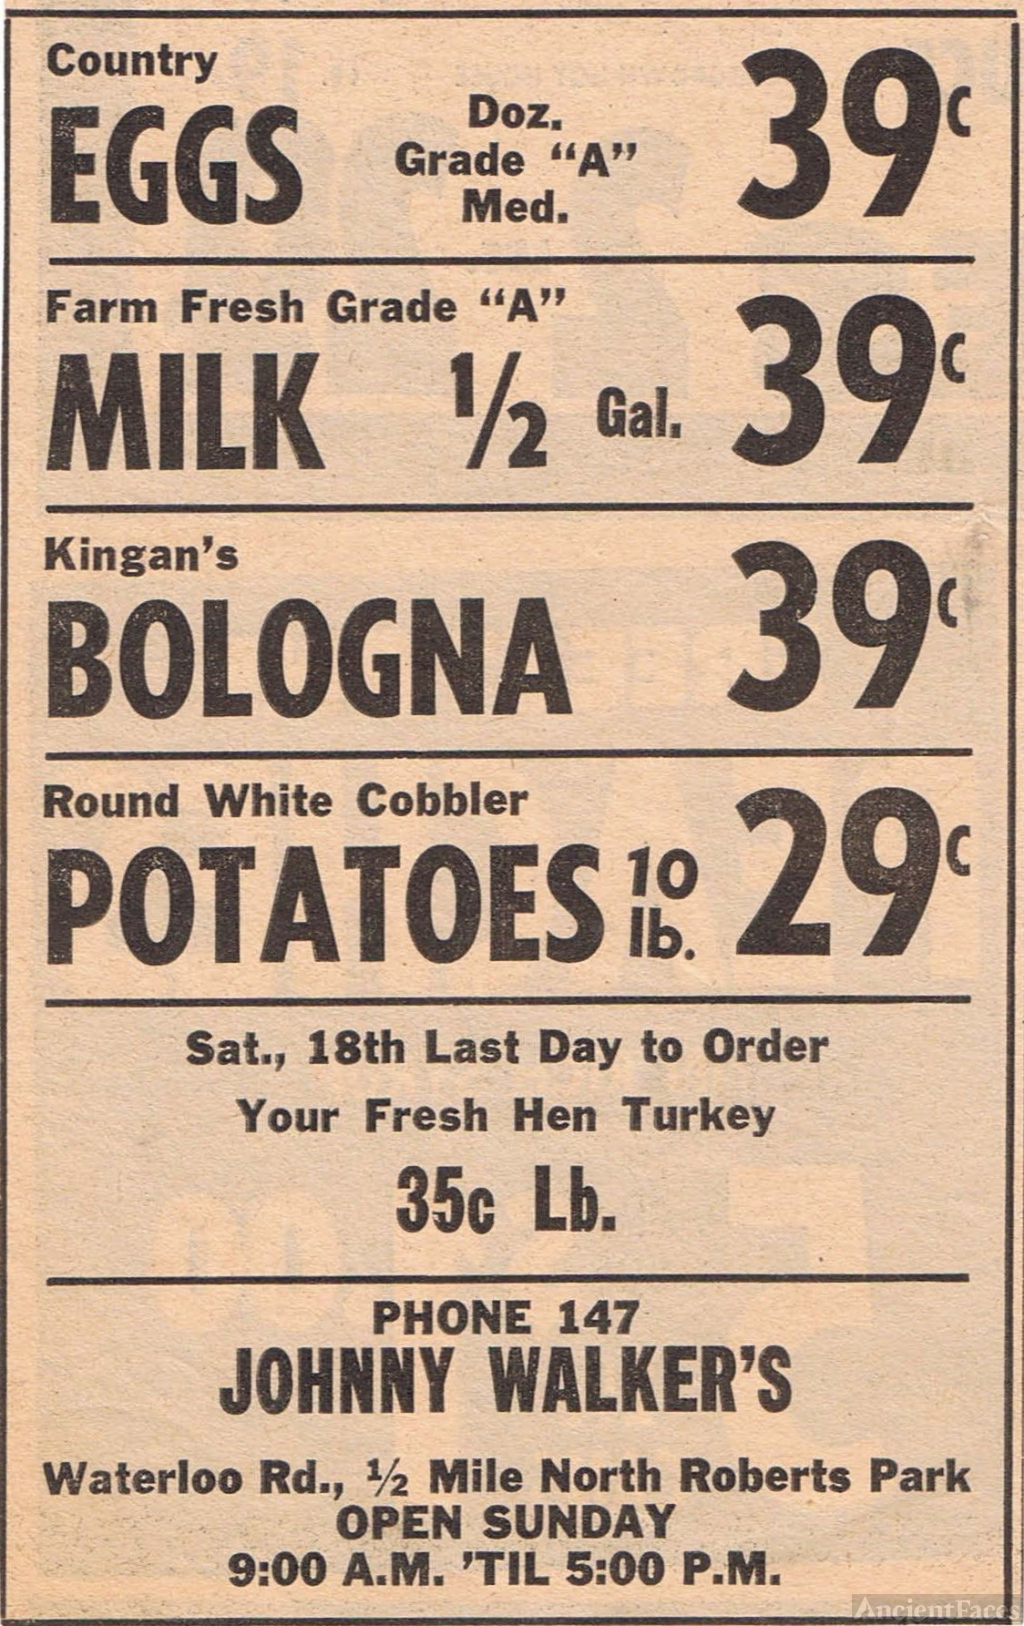 Country
EGGS
Doz.
Grade “A”
Med.
39c
Farm Fresh Grade “A”
MILK ½ Gal. 39c
Kingan’s
BOLOGNA 39c
Round White Cobbler
POTATOES 10 lb. 29c
Sat., 18th Last Day to Order
Your Fresh Hen Turkey
35c Lb.
PHONE 147
JOHNNY WALKER’S
Waterloo Rd., ½ Mile North Roberts Park
OPEN SUNDAY
9:00 A.M. ’TIL 5:00 P.M.
AncientFaces